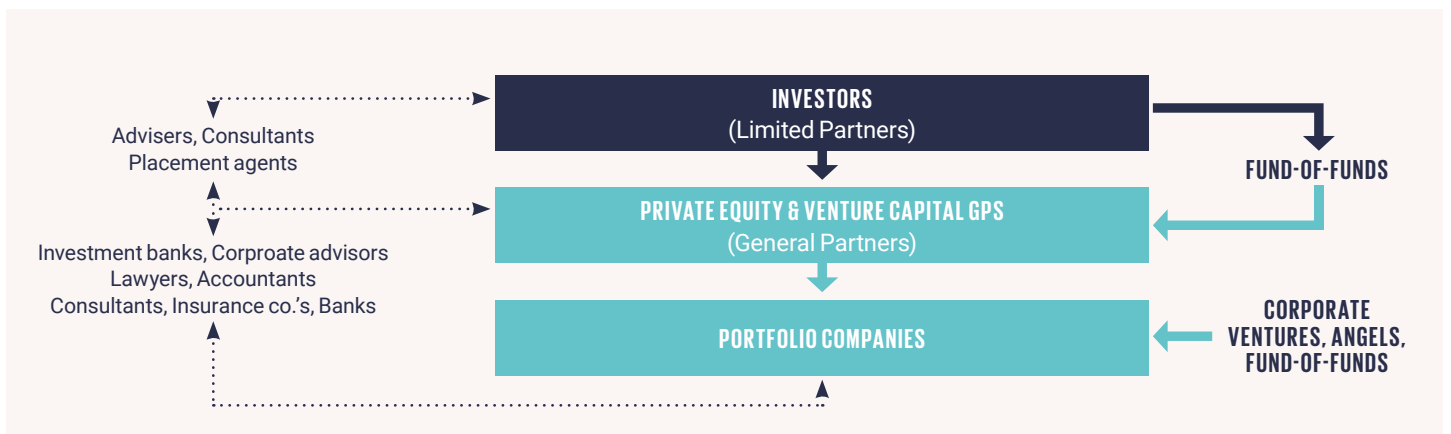 INVESTORS
(Limited Partners)
Advisers, Consultants
Placement agents
FUND-OF-FUNDS
PRIVATE EQUITY & VENTURE CAPITAL GPS
(General Partners)
Investment banks, Corproate advisors
Lawyers, Accountants
Consultants, Insurance co.'s, Banks
PORTFOLIO COMPANIES
CORPORATE
VENTURES, ANGELS,
FUND-OF-FUNDS